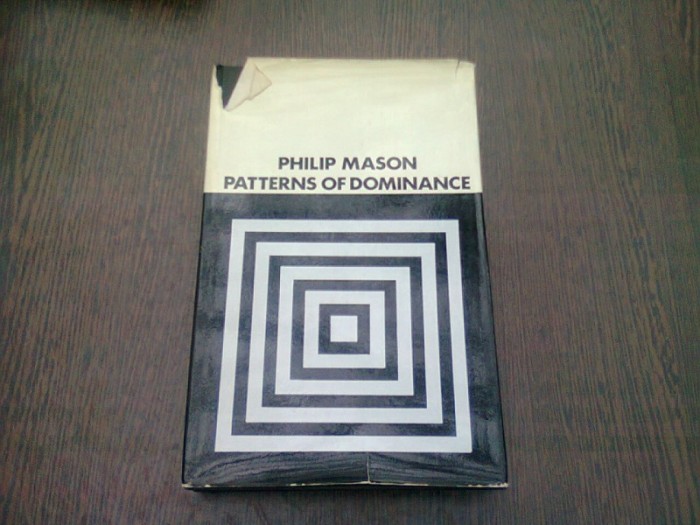 PHILIP MASON
PATTERNS OF DOMINANCE